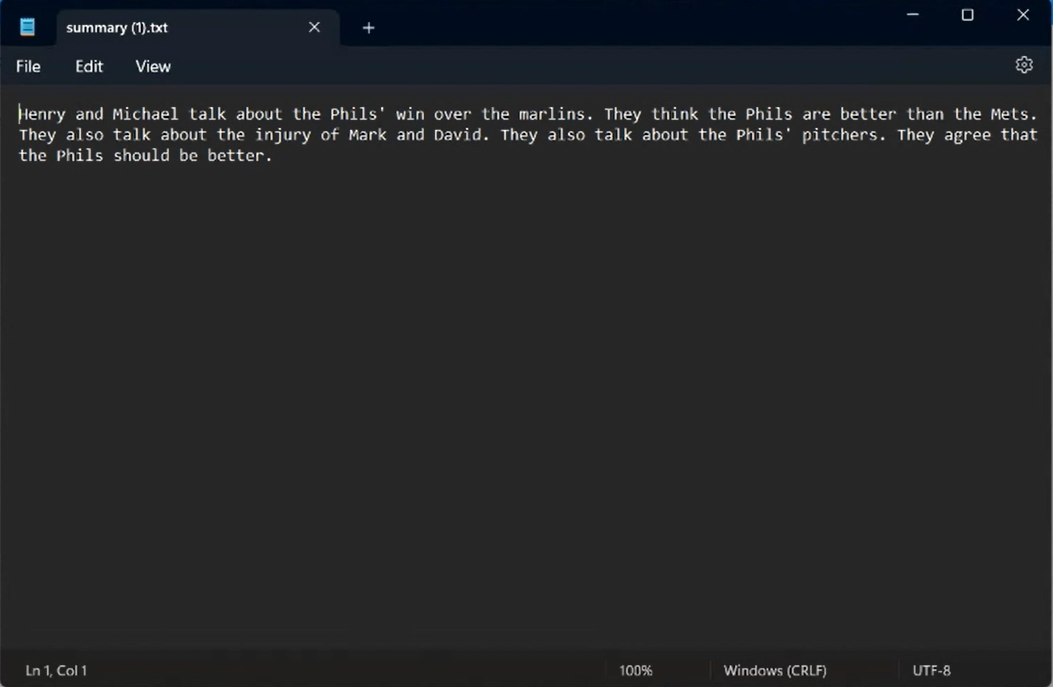 summary (1).txt
File Edit View
Henry and Michael talk about the Phils' win over the marlins. They think the Phils are better than the Mets.
They also talk about the injury of Mark and David. They also talk about the Phils' pitchers. They agree that
the Phils should be better.
Ln 1, Col 1 100% Windows (CRLF) UTF-8